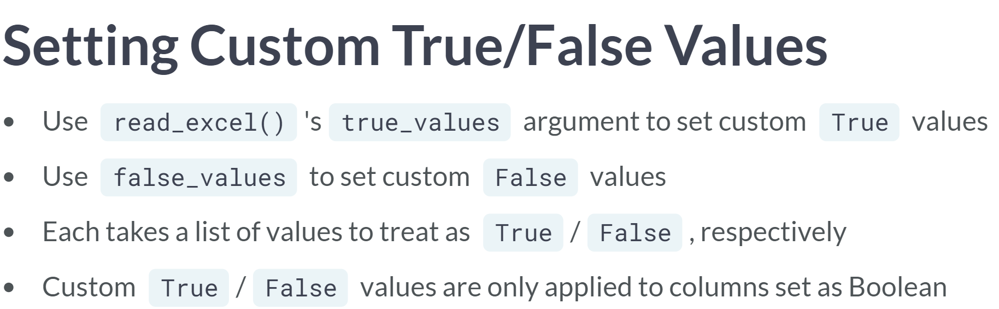 Setting Custom True/False Values
• Use read_excel() 's true_values argument to set custom True values
• Use false_values to set custom False values
• Each takes a list of values to treat as True / False , respectively
• Custom True / False values are only applied to columns set as Boolean